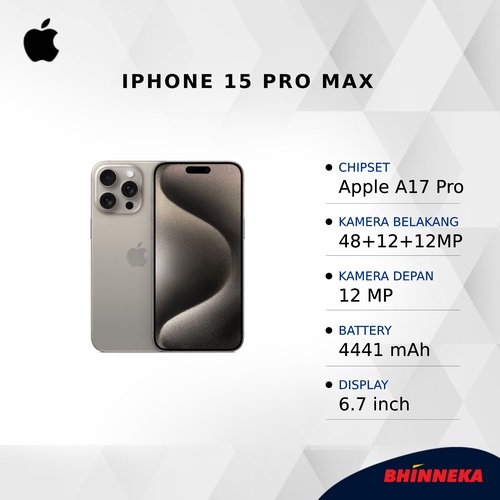 IPHONE 15 PRO MAX
CHIPSET
Apple A17 Pro
KAMERA BELAKANG
48+12+12MP
KAMERA DEPAN
12 MP
BATTERY
4441 mAh
DISPLAY
6.7 inch
BHINNEKA